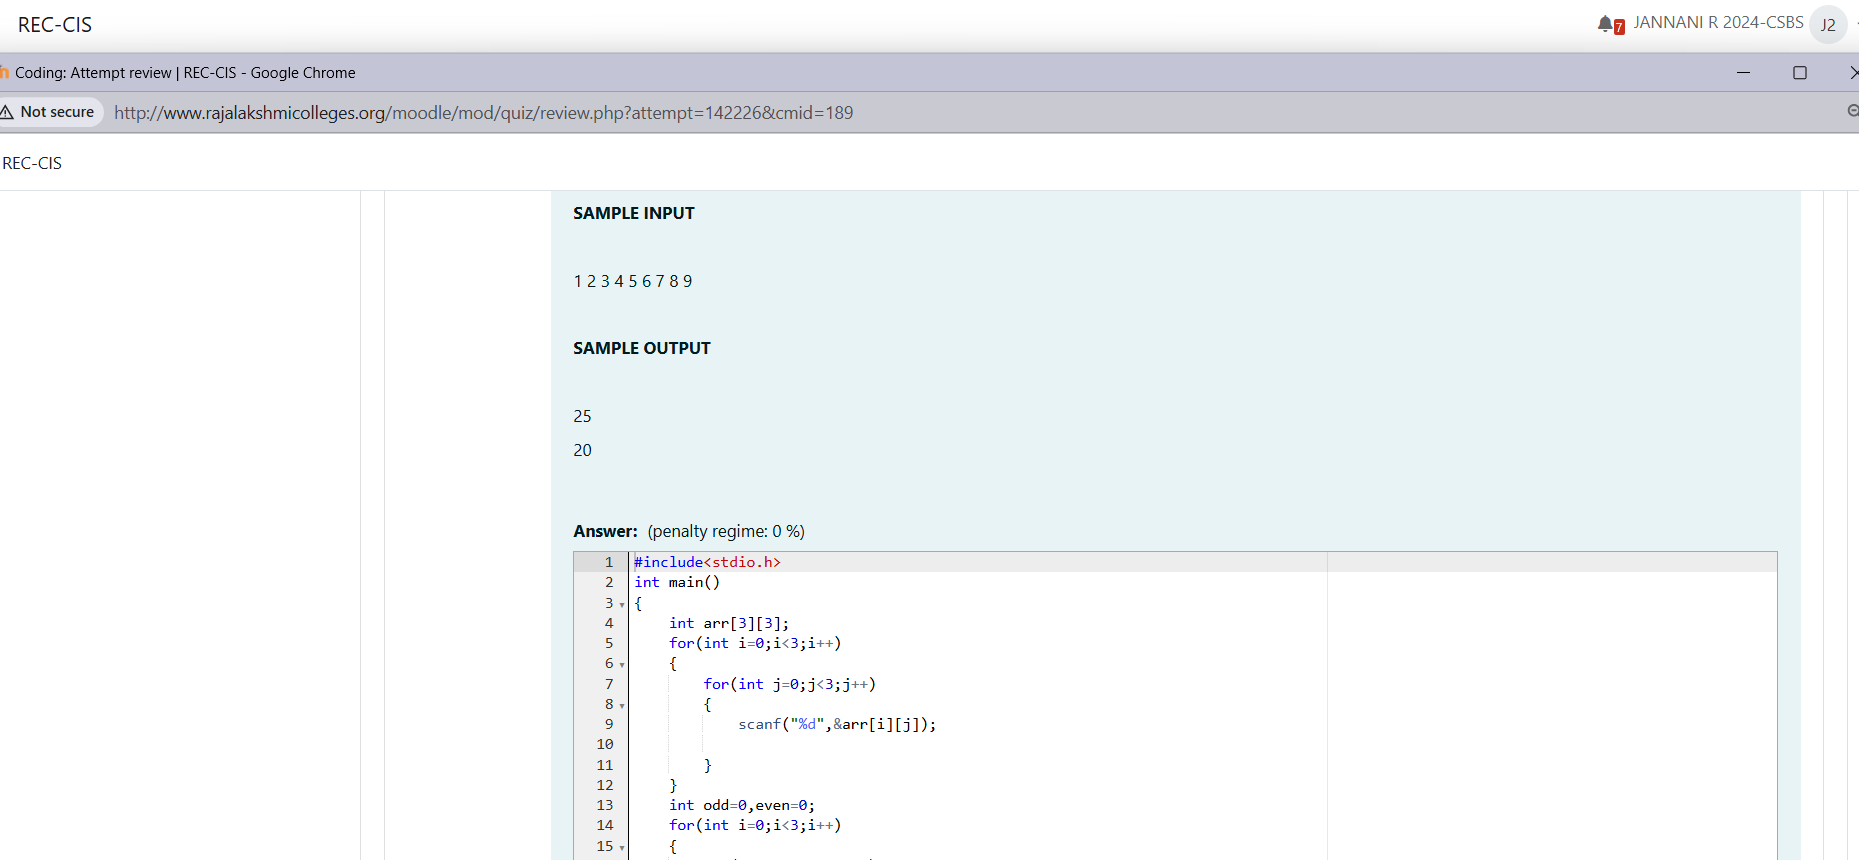 REC-CIS
7 JANNANI R 2024-CSBS J2
Coding: Attempt review | REC-CIS - Google Chrome
Not secure http://www.rajalakshmicolleges.org/moodle/mod/quiz/review.php?attempt=142226&cmid=189
REC-CIS
SAMPLE INPUT
1 2 3 4 5 6 7 8 9
SAMPLE OUTPUT
25
20
Answer: (penalty regime: 0 %)
1 #include<stdio.h>
2 int main()
3 {
4 int arr[3][3];
5 for(int i=0;i<3;i++)
6 {
7 for(int j=0;j<3;j++)
8 {
9 scanf("%d",&arr[i][j]);
10
11 }
12 }
13 int odd=0,even=0;
14 for(int i=0;i<3;i++)
15 {